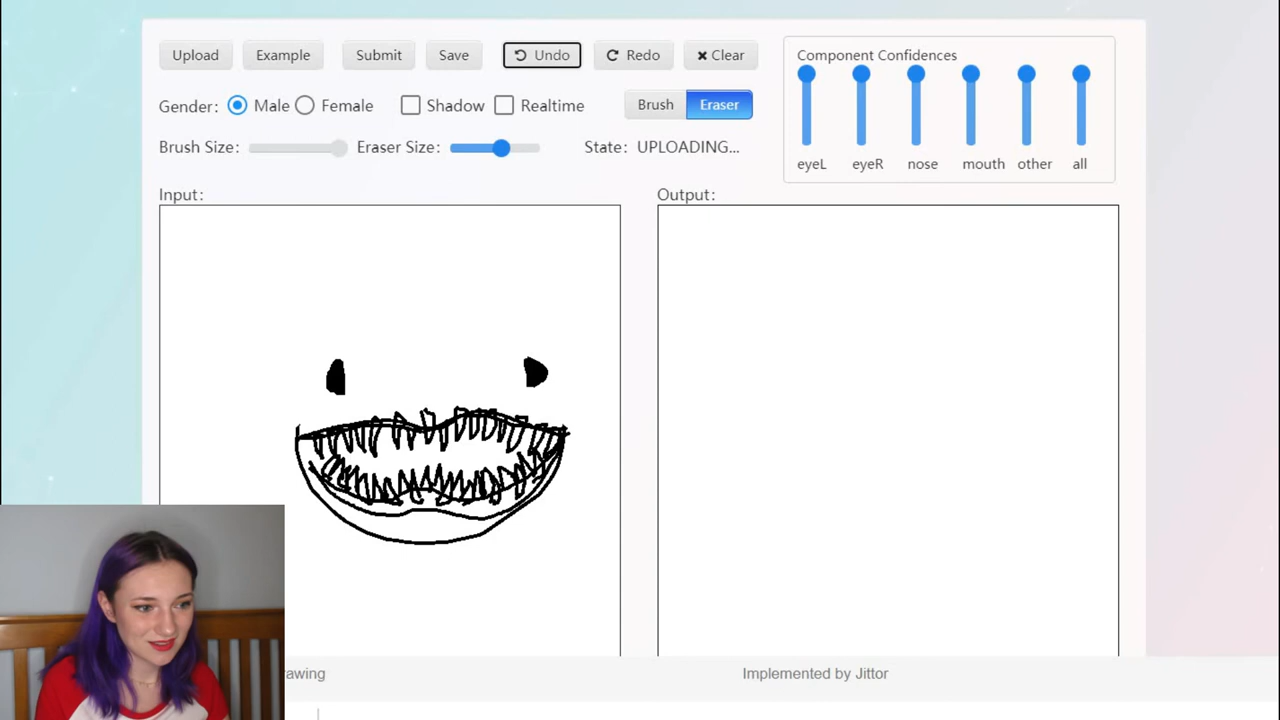 Upload Example Submit Save Undo Redo Clear
Gender: Male Female Shadow Realtime Brush Eraser
Brush Size: Eraser Size: State: UPLOADING...
Component Confidences
eyeL eyeR nose mouth other all
Input: Output:
rawing Implemented by Jittor